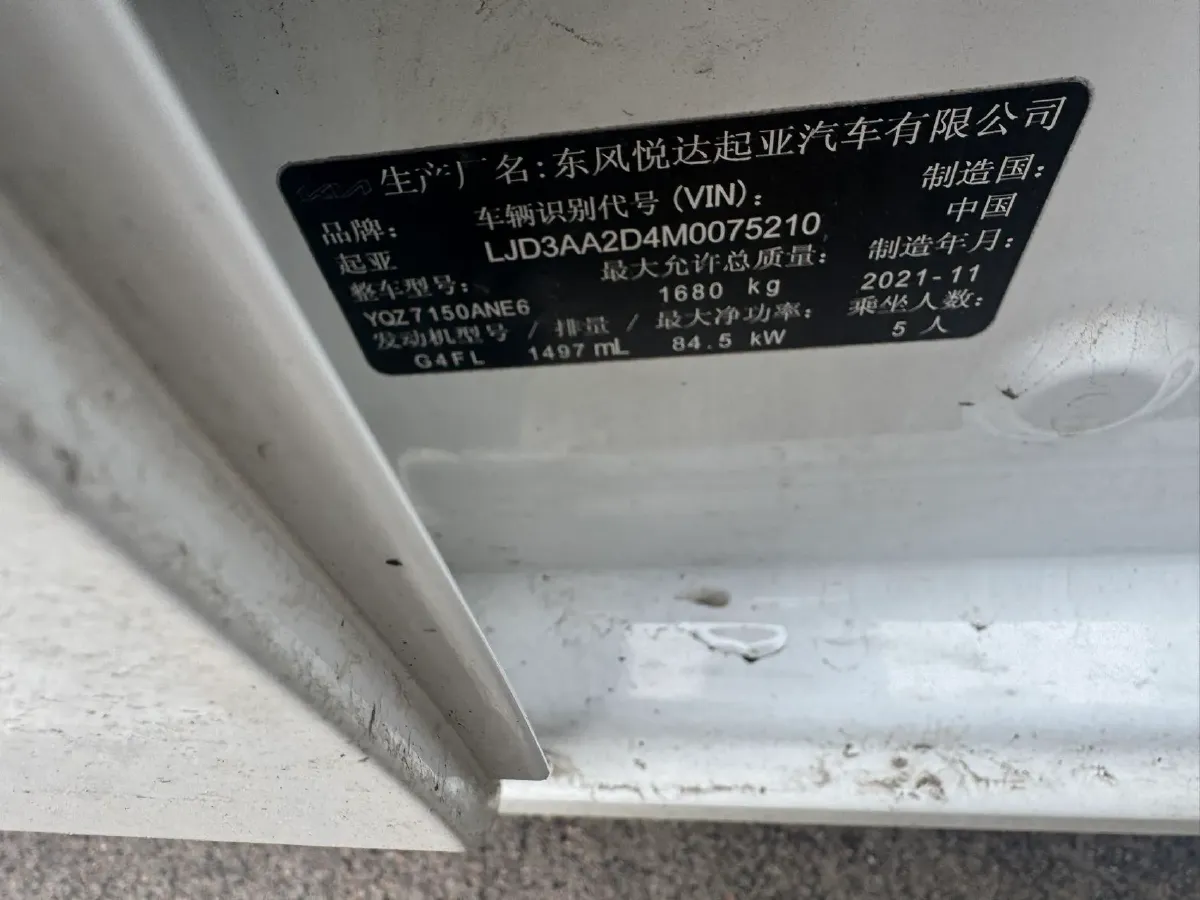 KIA 生产厂名:东风悦达起亚汽车有限公司
品牌: 车辆识别代号(VIN): 制造国:
起亚 LJD3AA2D4M0075210 中国
整车型号: 最大允许总质量: 制造年月:
YQZ7150ANE6 1680 kg 2021-11
发动机型号/排量/最大净功率: 乘坐人数:
G4FL 1497mL 84.5 kW 5人